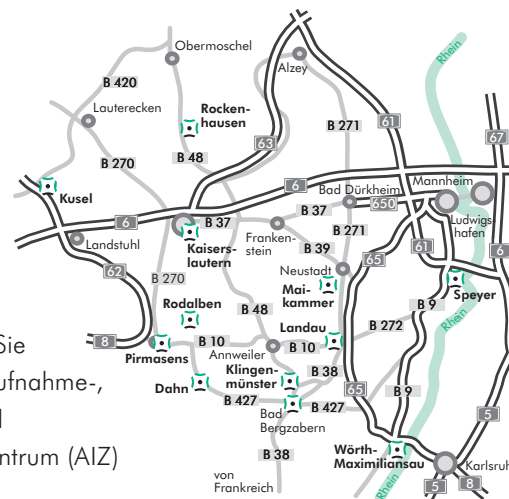 Obermoschel
Alzey
B 420
Lauterecken
Rocken-
hausen
B 271
61
67
B 270
B 48
63
Kusel
6
Bad Dürkheim
650
Mannheim
Ludwigs-
hafen
6
B 37
B 37
Landstuhl
Kaisers-
lautern
Franken-
stein
B 271
61
6
B 39
65
62
B 270
Neustadt
Mai-
kammer
Speyer
Rodalben
B 48
Landau
B 272
B 9
8
Pirmasens
B 10
Annweiler
B 10
Klingen-
münster
B 38
Dahn
B 427
Bad
Bergzabern
B 427
65
B 9
5
B 38
Wörth-
Maximiliansau
Karlsruh
5
8
von
Frankreich
Rhein
Rhein
Rhein
Sie
ufnahme-,
ntrum (AIZ)